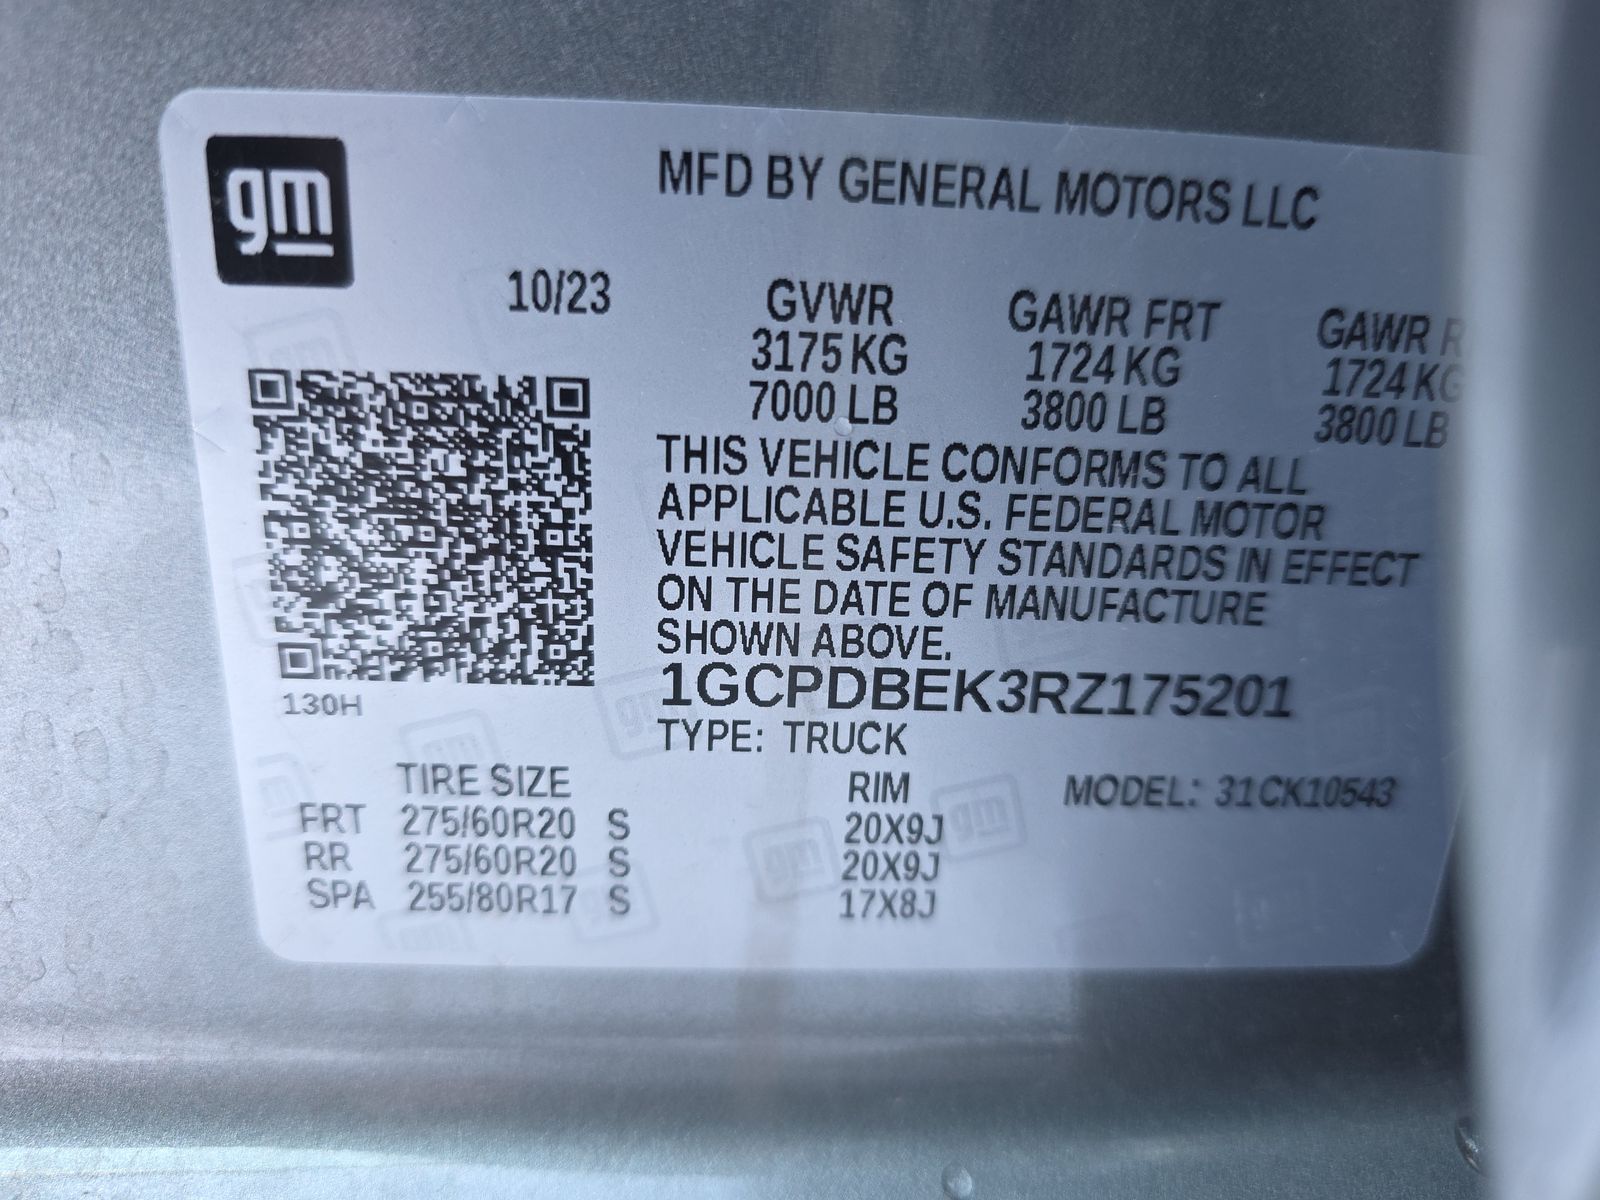 gm
MFD BY GENERAL MOTORS LLC
10/23
GVWR GAWR FRT GAWR R
3175 KG 1724 KG 1724 KG
7000 LB 3800 LB 3800 LB
THIS VEHICLE CONFORMS TO ALL
APPLICABLE U.S. FEDERAL MOTOR
VEHICLE SAFETY STANDARDS IN EFFECT
ON THE DATE OF MANUFACTURE
SHOWN ABOVE.
1GCPDBEK3RZ175201
130H
TYPE: TRUCK
TIRE SIZE RIM MODEL: 31CK10543
FRT 275/60R20 S 20X9J
RR 275/60R20 S 20X9J
SPA 255/80R17 S 17X8J